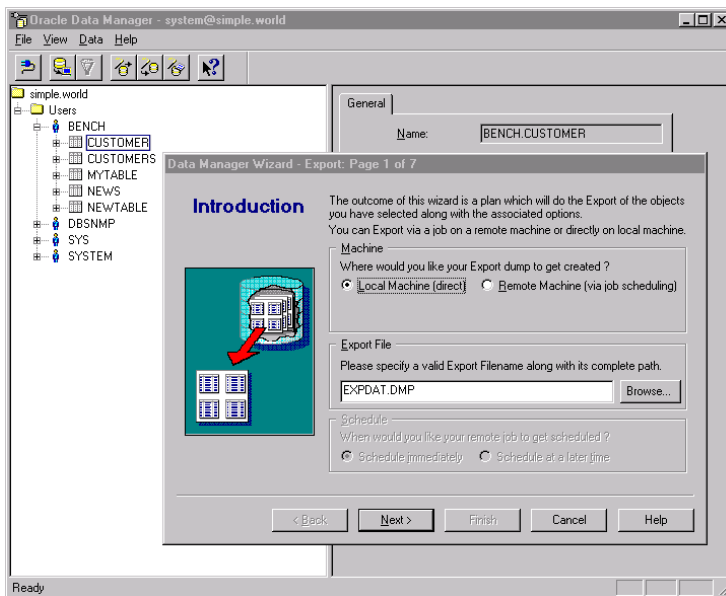 Oracle Data Manager - system@simple.world
File View Data Help
simple.world
Users
BENCH
CUSTOMER
CUSTOMERS
MYTABLE
NEWS
NEWTABLE
DBSNMP
SYS
SYSTEM
General
Name: BENCH.CUSTOMER
Data Manager Wizard - Export: Page 1 of 7
Introduction
The outcome of this wizard is a plan which will do the Export of the objects
you have selected along with the associated options.
You can Export via a job on a remote machine or directly on local machine.
Machine
Where would you like your Export dump to get created ?
Local Machine (direct) Remote Machine (via job scheduling)
Export File
Please specify a valid Export Filename along with its complete path.
EXPDAT.DMP Browse...
Schedule
When would you like your remote job to get scheduled ?
Schedule immediately Schedule at a later time
< Back Next > Finish Cancel Help
Ready